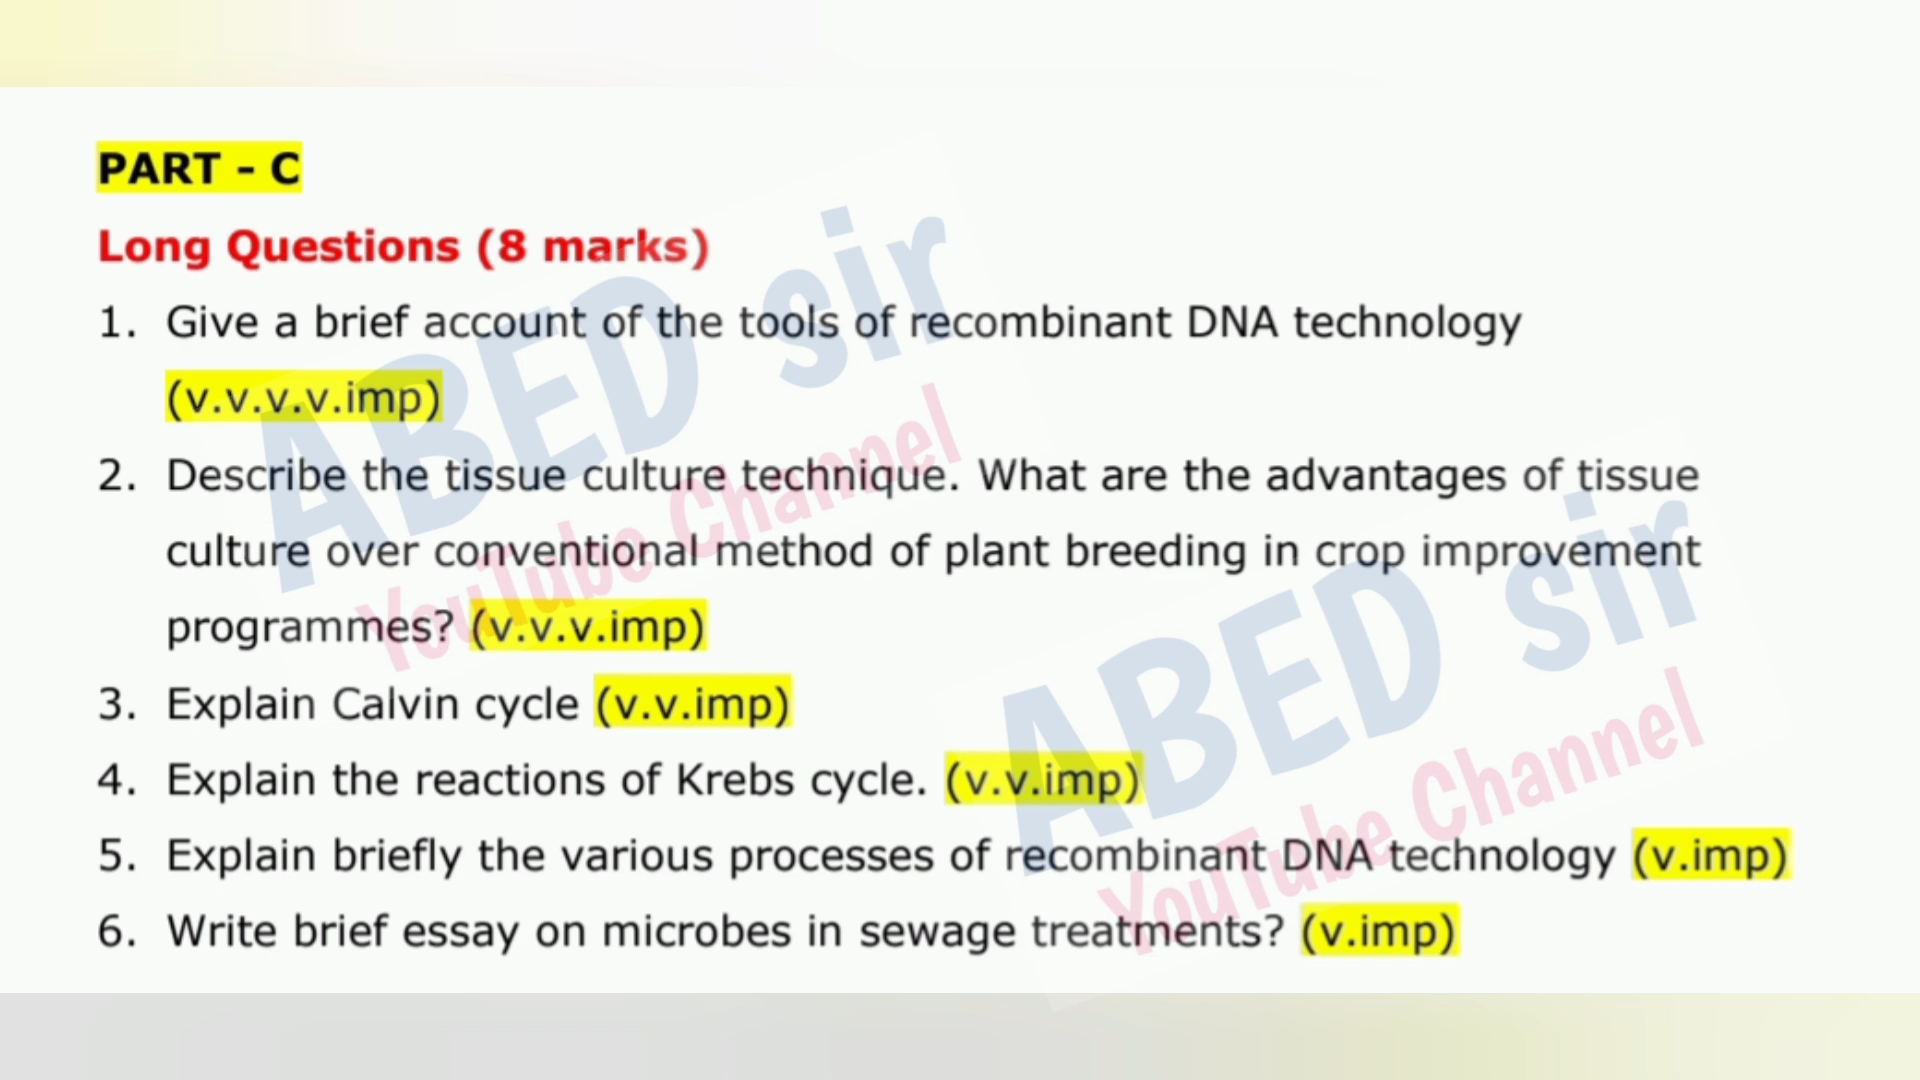 PART - C
Long Questions (8 marks)
1. Give a brief account of the tools of recombinant DNA technology
(v.v.v.v.imp)
2. Describe the tissue culture technique. What are the advantages of tissue
culture over conventional method of plant breeding in crop improvement
programmes? (v.v.v.imp)
3. Explain Calvin cycle (v.v.imp)
4. Explain the reactions of Krebs cycle. (v.v.imp)
5. Explain briefly the various processes of recombinant DNA technology (v.imp)
6. Write brief essay on microbes in sewage treatments? (v.imp)
ABED sir
YouTube Channel
ABED sir
YouTube Channel